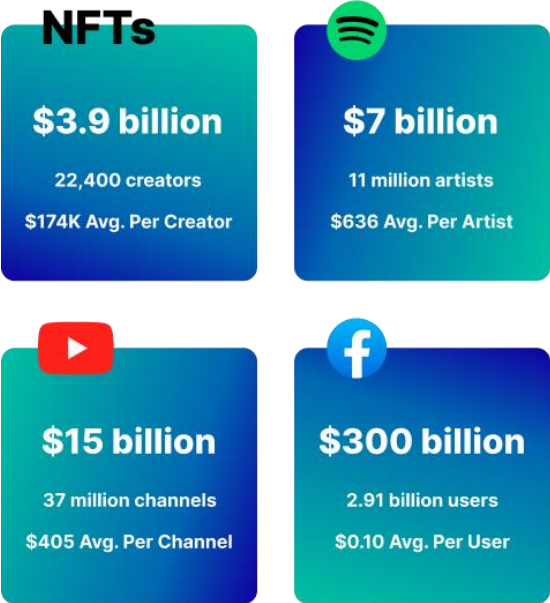 NFTs
$3.9 billion
22,400 creators
$174K Avg. Per Creator
$7 billion
11 million artists
$636 Avg. Per Artist
$15 billion
37 million channels
$405 Avg. Per Channel
$300 billion
2.91 billion users
$0.10 Avg. Per User